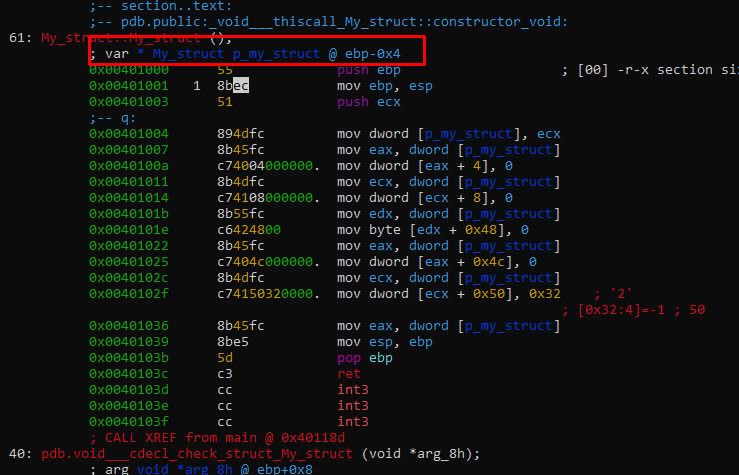 ;-- section..text:
;-- pdb.public:_void___thiscall_My_struct::constructor_void:
61: My_struct::My_struct ();
; var * My_struct p_my_struct @ ebp-0x4
0x00401000 55 push ebp ; [00] -r-x section si
0x00401001 1 8bec mov ebp, esp
0x00401003 51 push ecx
;-- q:
0x00401004 894dfc mov dword [p_my_struct], ecx
0x00401007 8b45fc mov eax, dword [p_my_struct]
0x0040100a c74004000000. mov dword [eax + 4], 0
0x00401011 8b4dfc mov ecx, dword [p_my_struct]
0x00401014 c74108000000. mov dword [ecx + 8], 0
0x0040101b 8b55fc mov edx, dword [p_my_struct]
0x0040101e c6424800 mov byte [edx + 0x48], 0
0x00401022 8b45fc mov eax, dword [p_my_struct]
0x00401025 c7404c000000. mov dword [eax + 0x4c], 0
0x0040102c 8b4dfc mov ecx, dword [p_my_struct]
0x0040102f c74150320000. mov dword [ecx + 0x50], 0x32 ; '2'
; [0x32:4]=-1 ; 50
0x00401036 8b45fc mov eax, dword [p_my_struct]
0x00401039 8be5 mov esp, ebp
0x0040103b 5d pop ebp
0x0040103c c3 ret
0x0040103d cc int3
0x0040103e cc int3
0x0040103f cc int3
; CALL XREF from main @ 0x40118d
40: pdb.void___cdecl_check_struct_My_struct (void *arg_8h);
; arg void *arg_8h @ ebp+0x8